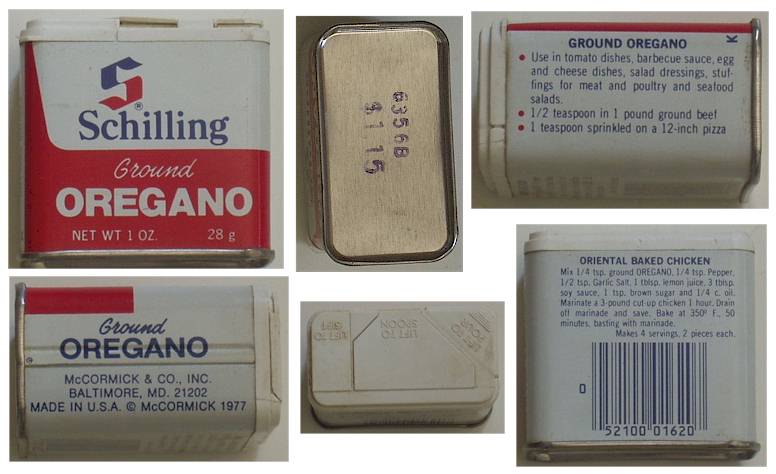 S
®
Schilling
Ground
OREGANO
NET WT 1 OZ. 28 g
6356B
$1 15
GROUND OREGANO
K
• Use in tomato dishes, barbecue sauce, egg
and cheese dishes, salad dressings, stuf-
fings for meat and poultry and seafood
salads.
• 1/2 teaspoon in 1 pound ground beef
• 1 teaspoon sprinkled on a 12-inch pizza
Ground
OREGANO
®
McCORMICK & CO., INC.
BALTIMORE, MD. 21202
MADE IN U.S.A. © McCORMICK 1977
LIFT TO
SIFT
LIFT TO
SPOON
LIFT TO
POUR
ORIENTAL BAKED CHICKEN
Mix 1/4 tsp. ground OREGANO, 1/4 tsp. Pepper,
1/2 tsp. Garlic Salt, 1 tblsp. lemon juice, 3 tblsp.
soy sauce, 1 tsp. brown sugar and 1/4 c. oil.
Marinate a 3-pound cut-up chicken 1 hour. Drain
off marinade and save. Bake at 350º F., 50
minutes, basting with marinade.
Makes 4 servings, 2 pieces each.
0
52100 01620